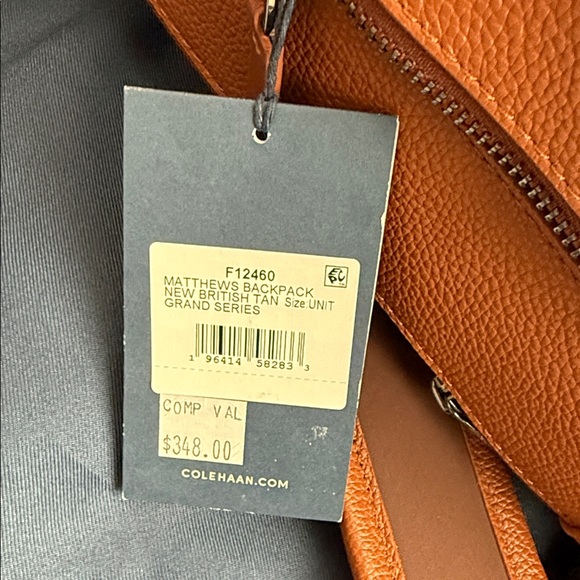 F12460
MATTHEWS BACKPACK
NEW BRITISH TAN Size:UNIT
GRAND SERIES
1 96414 58283 3
COMP VAL
$348.00
COLEHAAN.COM